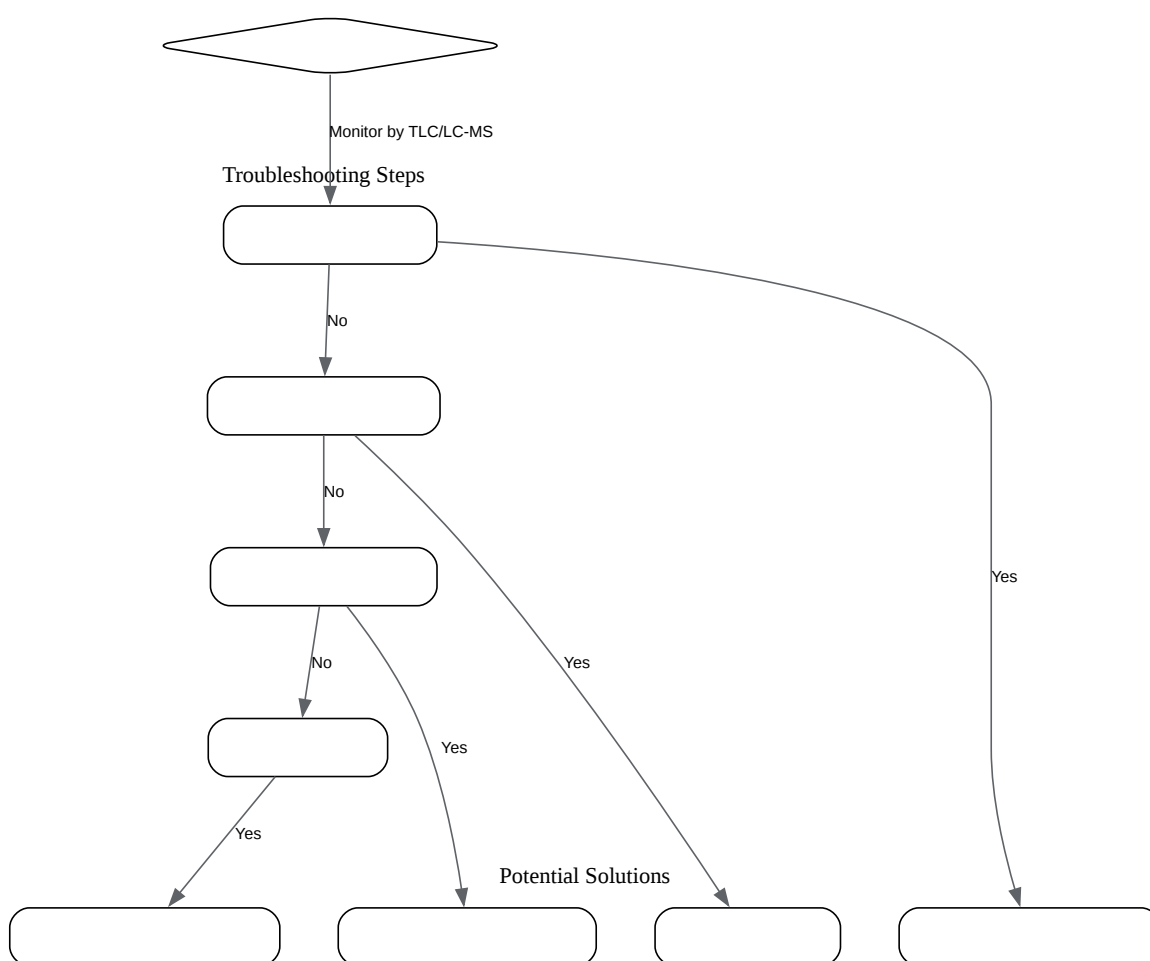 Monitor by TLC/LC-MS
Troubleshooting Steps
No
No
Yes
No
Yes
Yes
Yes
Potential Solutions